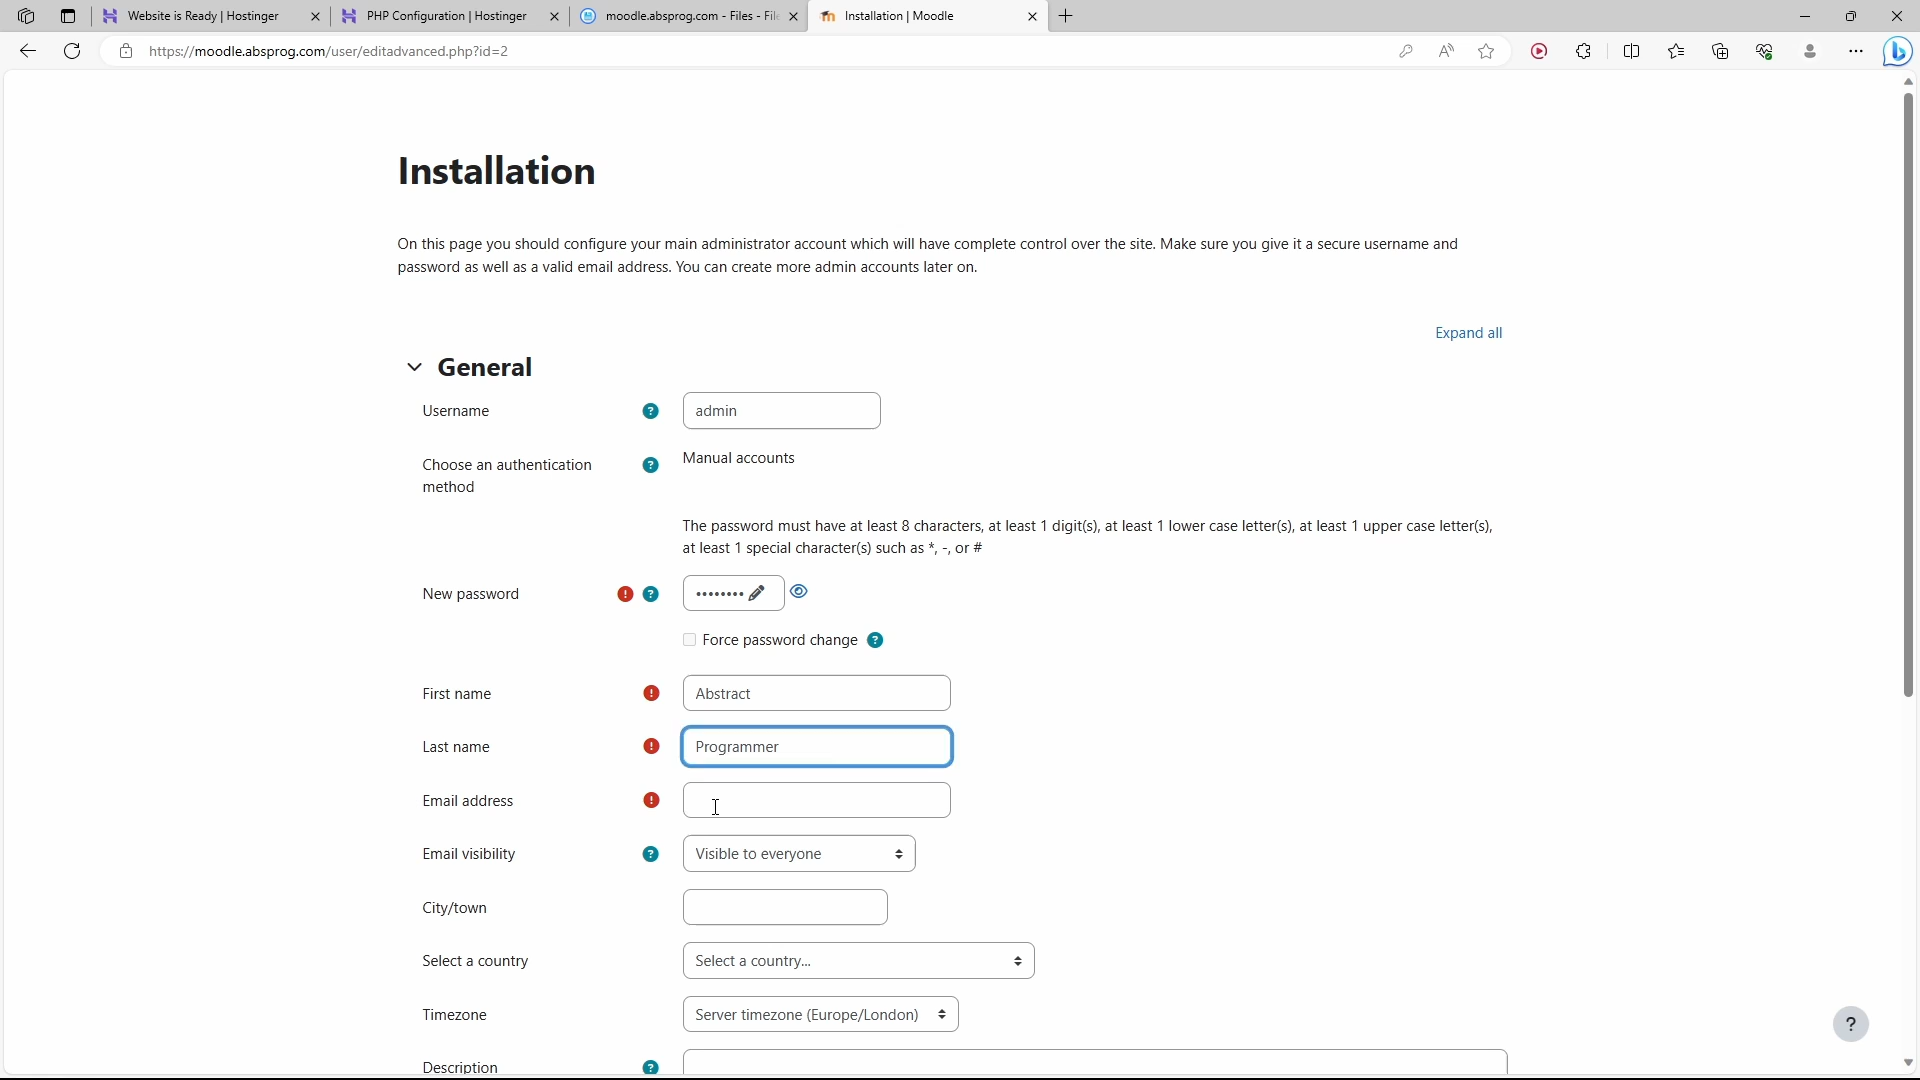 Website is Ready | Hostinger
PHP Configuration | Hostinger
moodle.absprog.com - Files - Fil
Installation | Moodle
https://moodle.absprog.com/user/editadvanced.php?id=2
Installation
On this page you should configure your main administrator account which will have complete control over the site. Make sure you give it a secure username and
password as well as a valid email address. You can create more admin accounts later on.
Expand all
General
Username ? admin
Choose an authentication ? Manual accounts
method
The password must have at least 8 characters, at least 1 digit(s), at least 1 lower case letter(s), at least 1 upper case letter(s),
at least 1 special character(s) such as *, -, or #
New password ! ? ••••••••
Force password change ?
First name ! Abstract
Last name ! Programmer
Email address !
Email visibility ? Visible to everyone
City/town
Select a country Select a country...
Timezone Server timezone (Europe/London)
?
Description ?